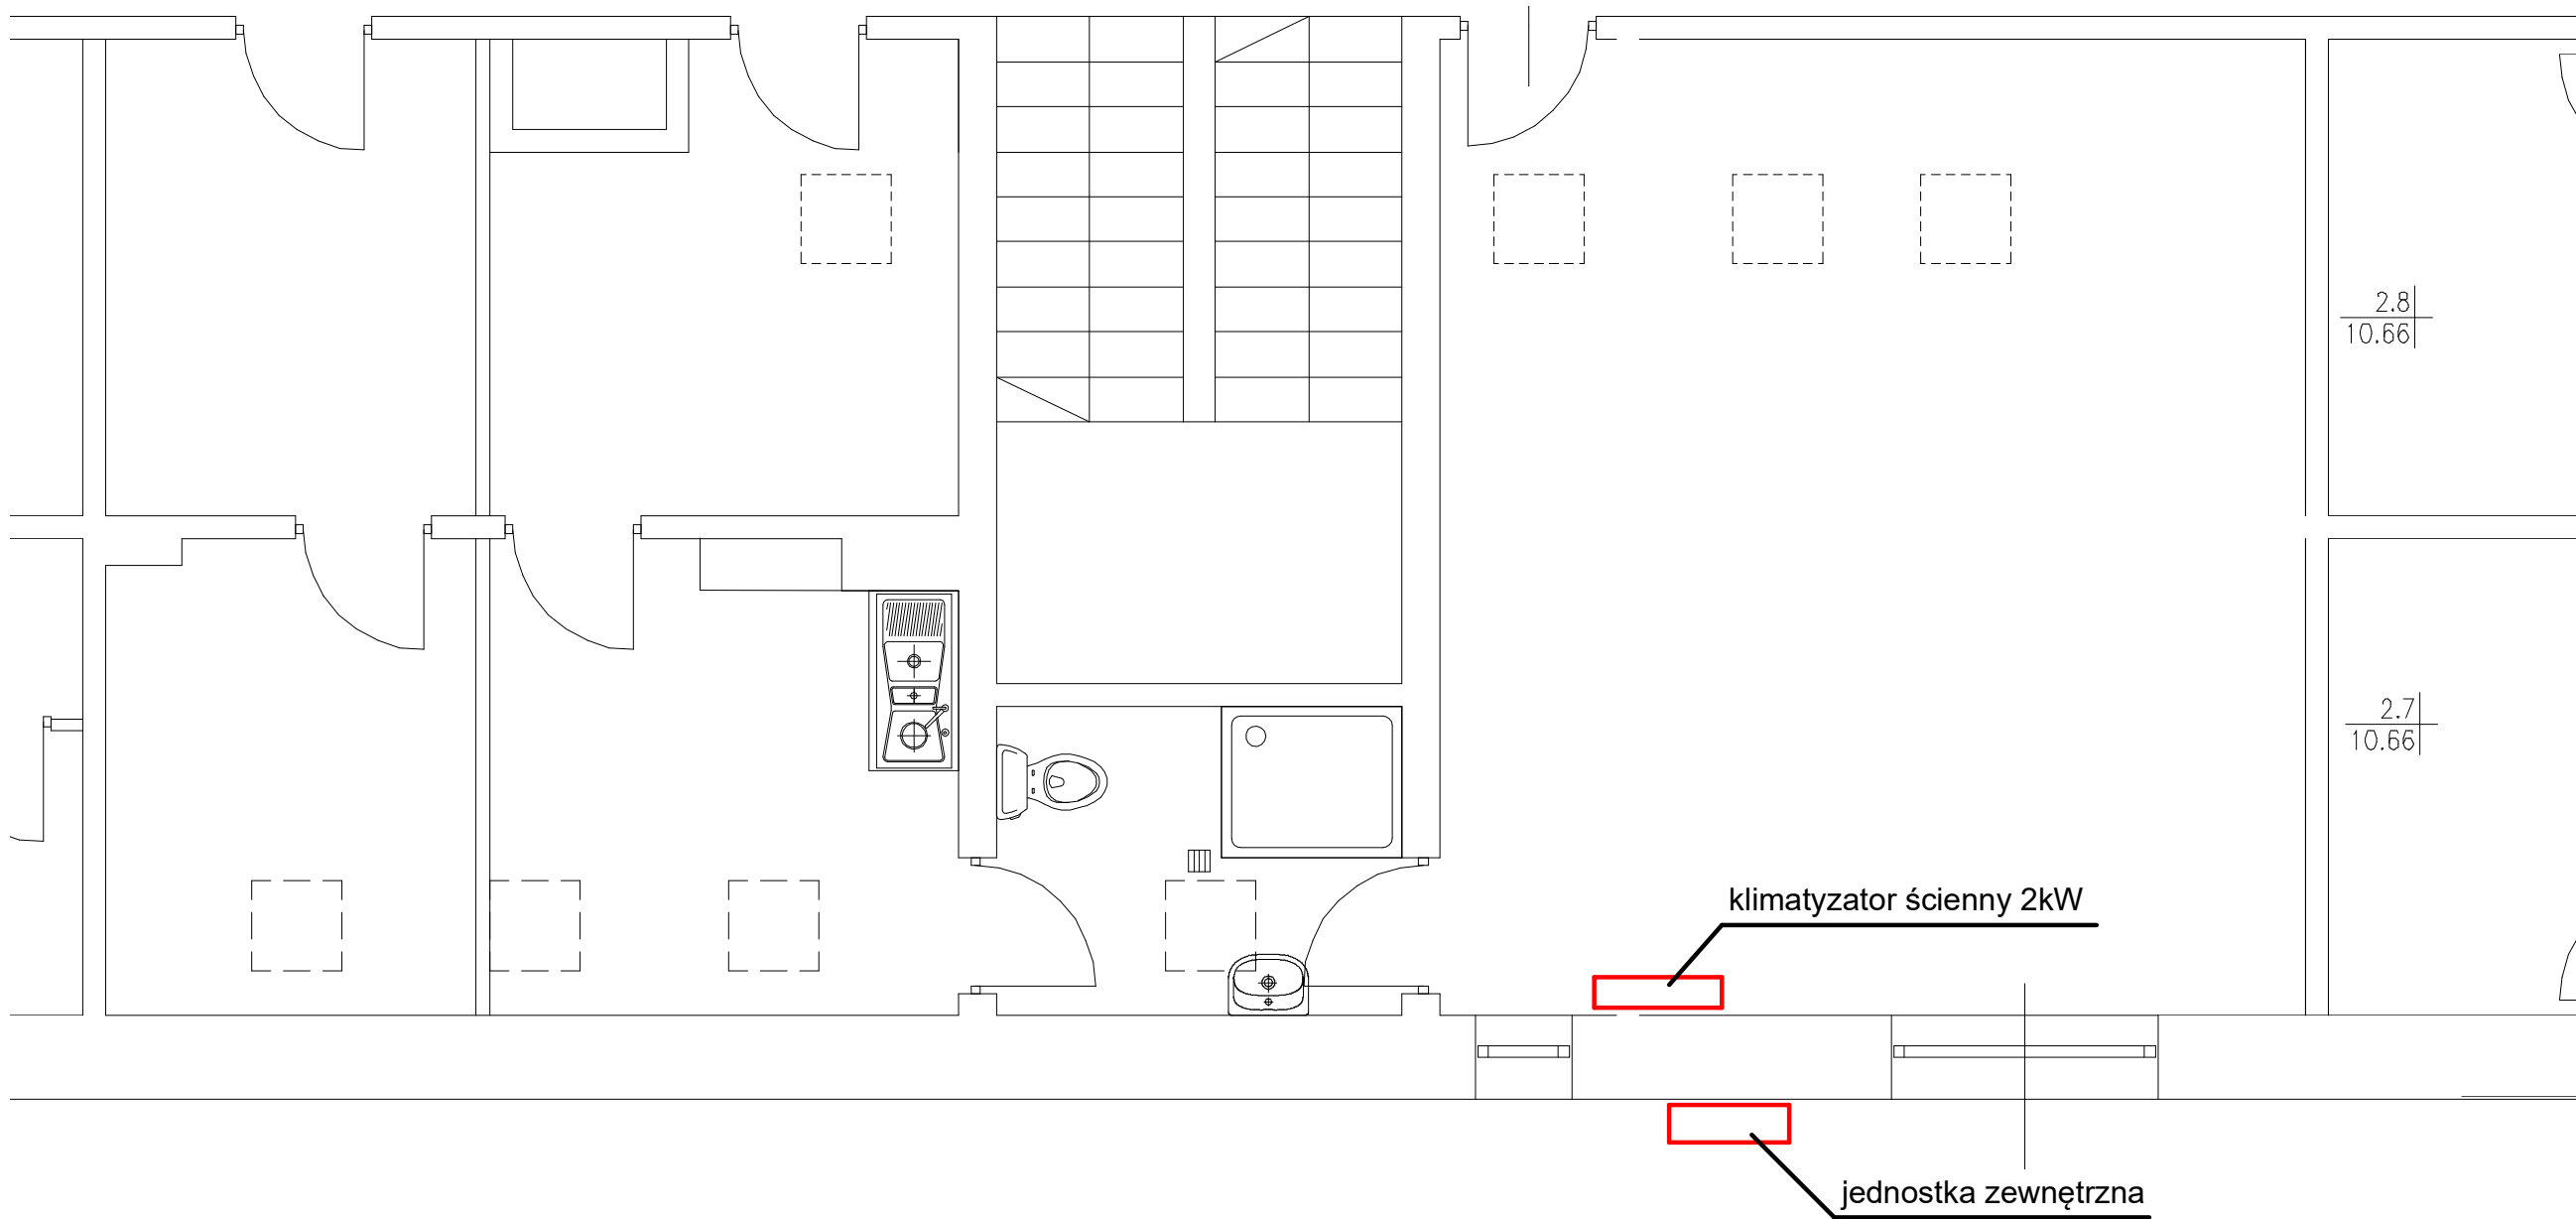 2.8
10.66
2.7
10.66
klimatyzator ścienny 2kW
jednostka zewnętrzna